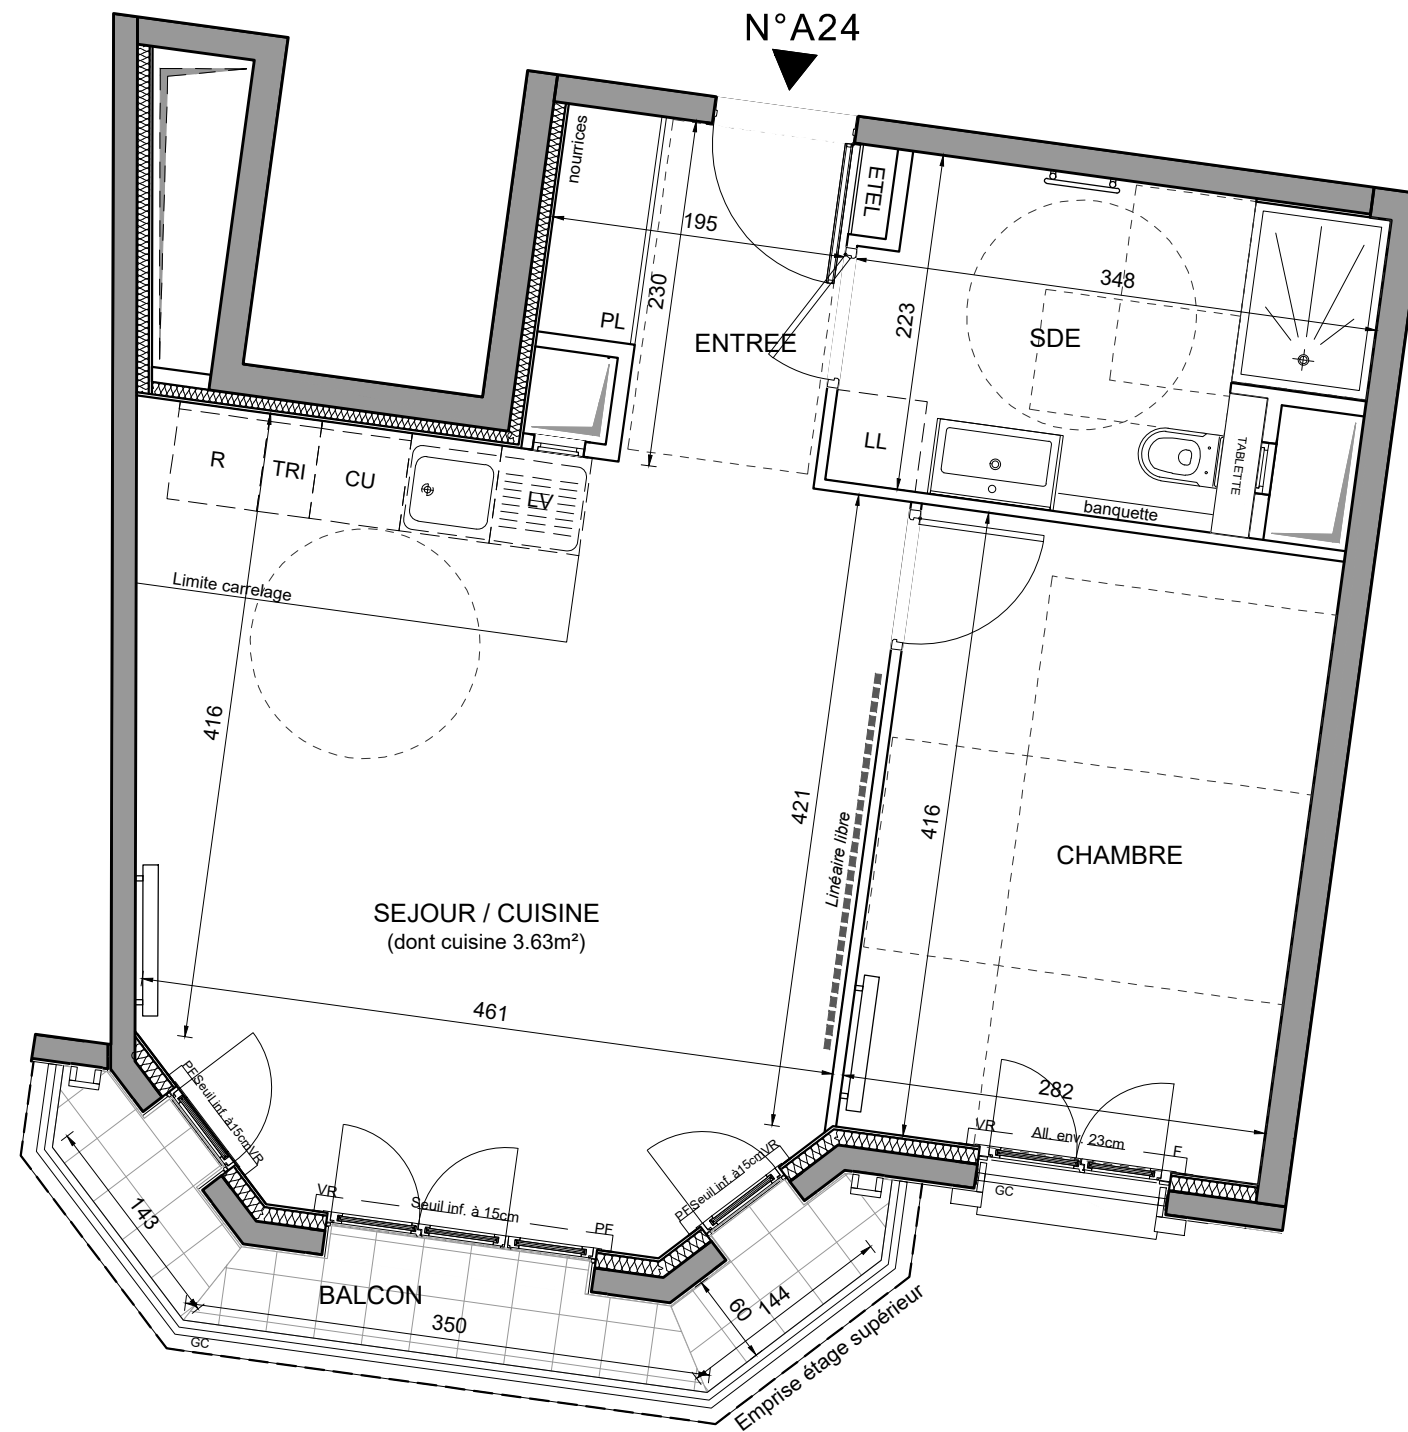 N°A24
nourrices
ETEL
195
348
230
223
PL
ENTREE
SDE
R
TRI
CU
LV
LL
TABLETTE
banquette
Limite carrelage
416
421
416
Linéaire libre
CHAMBRE
SEJOUR / CUISINE
(dont cuisine 3.63m²)
461
282
PF
Seuil inf. à 15cm
VR
VR
Seuil inf. à 15cm
PF
PF
Seuil inf. à 15cm
VR
VR
All. env. 23cm
F
GC
143
BALCON
350
60
144
GC
Emprise étage supérieur